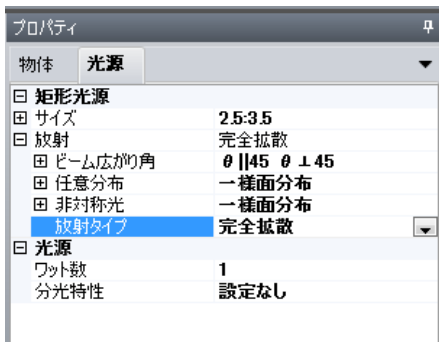 プロパティ
物体 光源
矩形光源
サイズ 2.5:3.5
放射 完全拡散
ビーム広がり角 θ||45 θ⊥45
任意分布 一様面分布
非対称光 一様面分布
放射タイプ 完全拡散
光源
ワット数 1
分光特性 設定なし